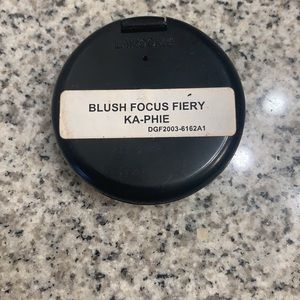 BLUSH FOCUS FIERY
KA-PHIE
DGF2003-6162A1